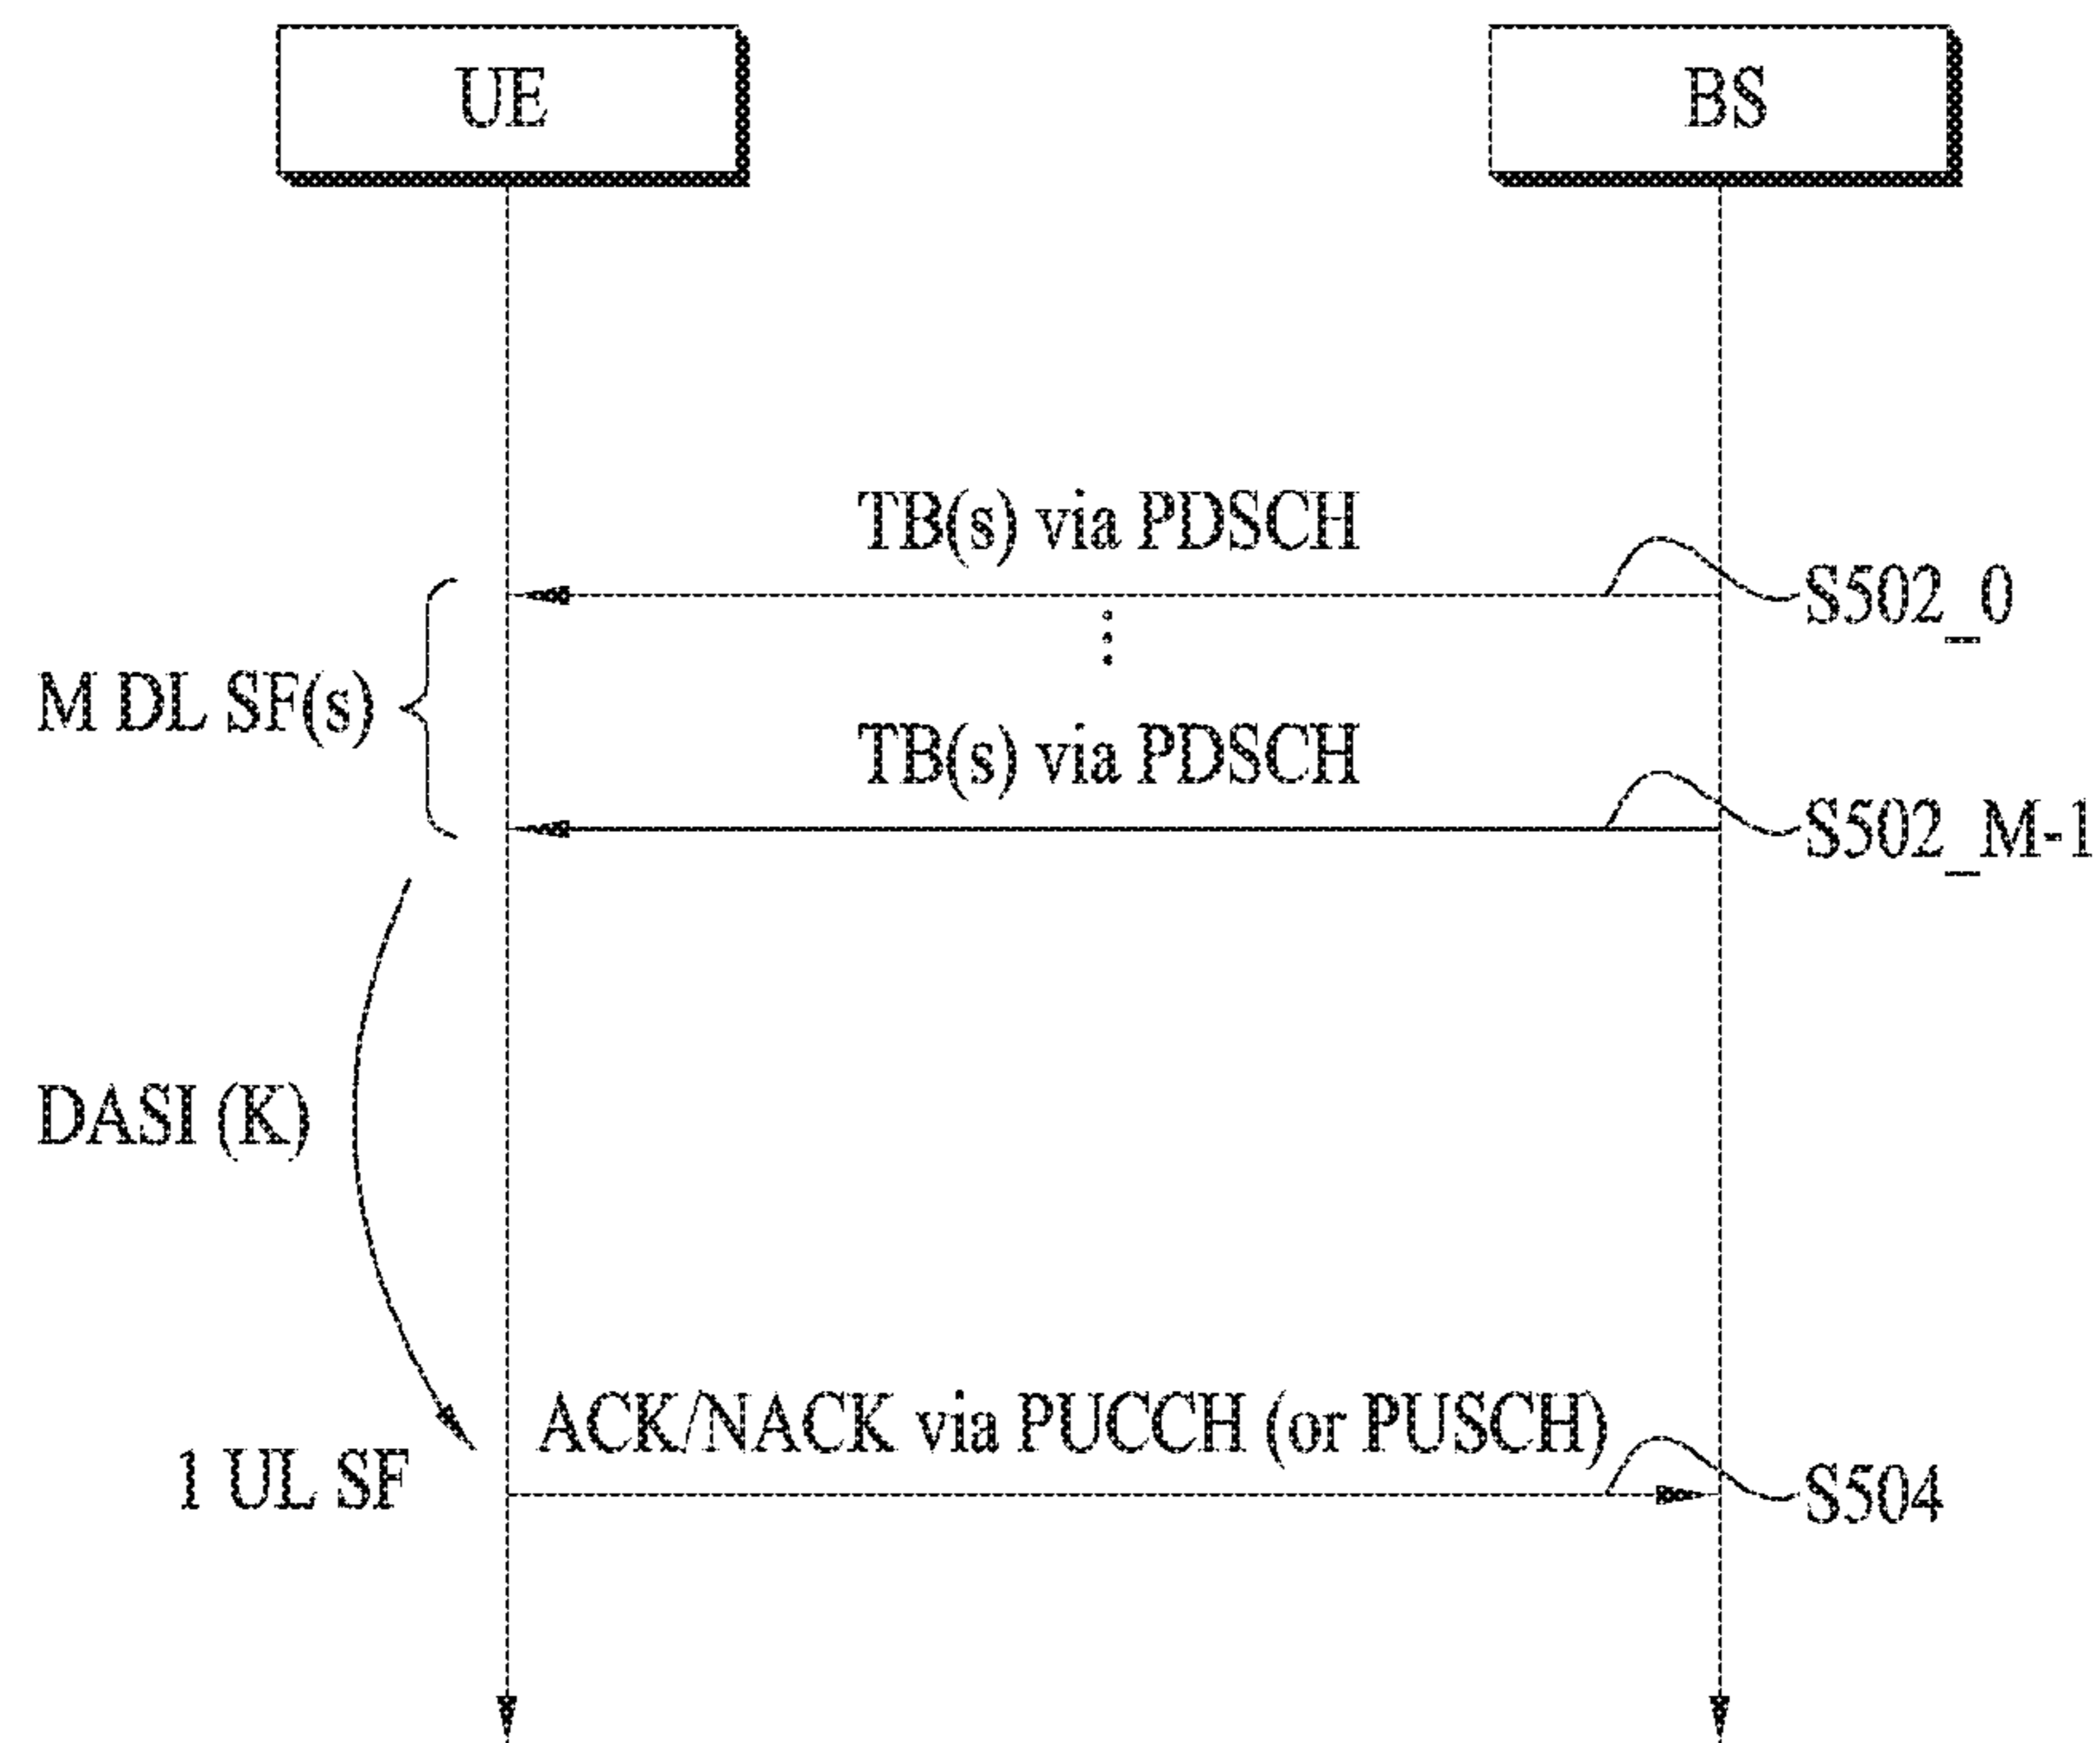 UE
BS
TB(s) via PDSCH
S502_0
M DL SF(s)
TB(s) via PDSCH
S502_M-1
DASI (K)
ACK/NACK via PUCCH (or PUSCH)
1 UL SF
S504